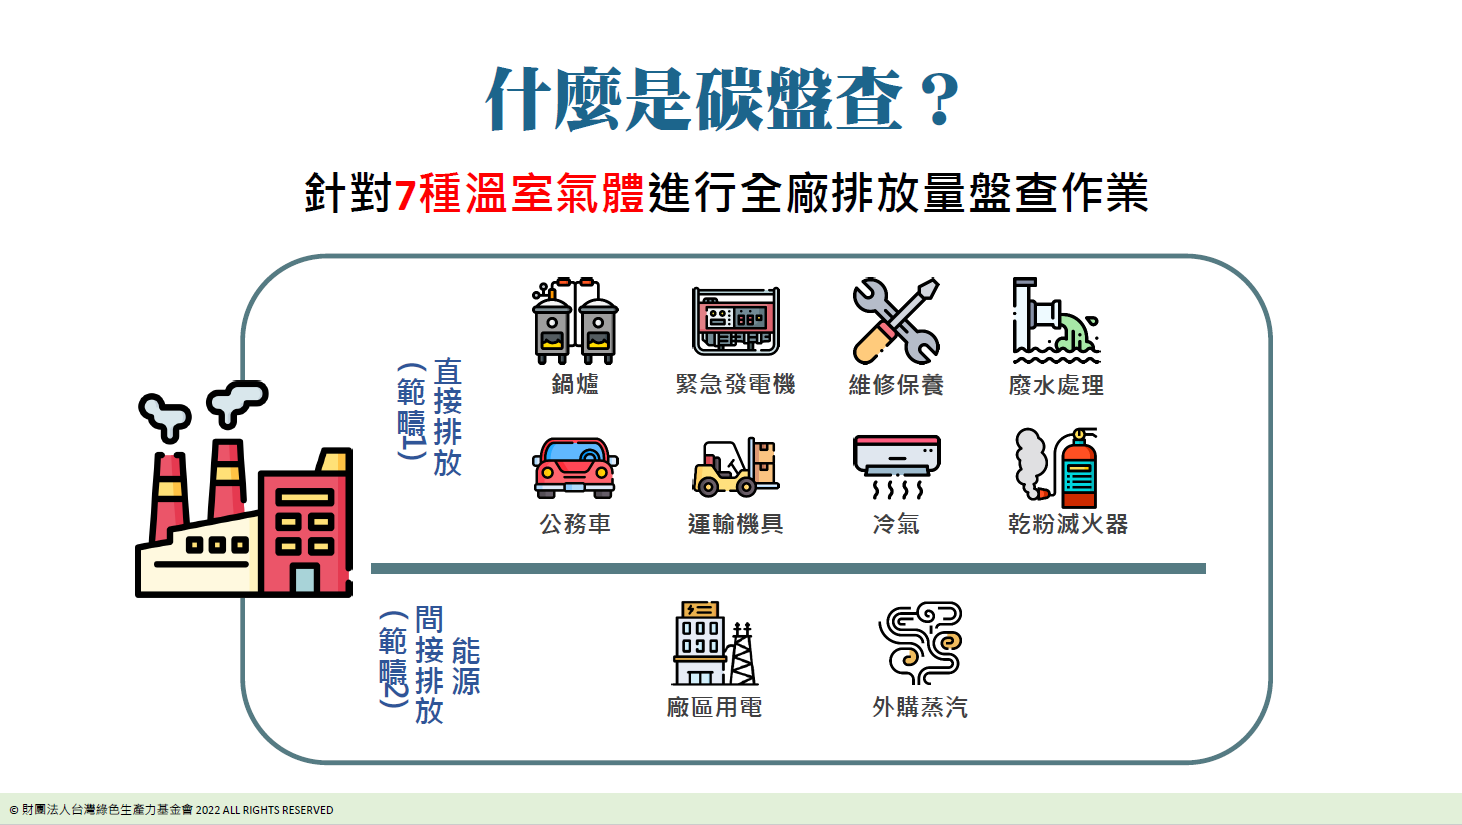 什麼是碳盤查？
針對7種溫室氣體進行全廠排放量盤查作業
直接排放
(範疇1)
鍋爐
緊急發電機
維修保養
廢水處理
公務車
運輸機具
冷氣
乾粉滅火器
能源
間接排放
(範疇2)
廠區用電
外購蒸汽
© 財團法人台灣綠色生產力基金會 2022 ALL RIGHTS RESERVED